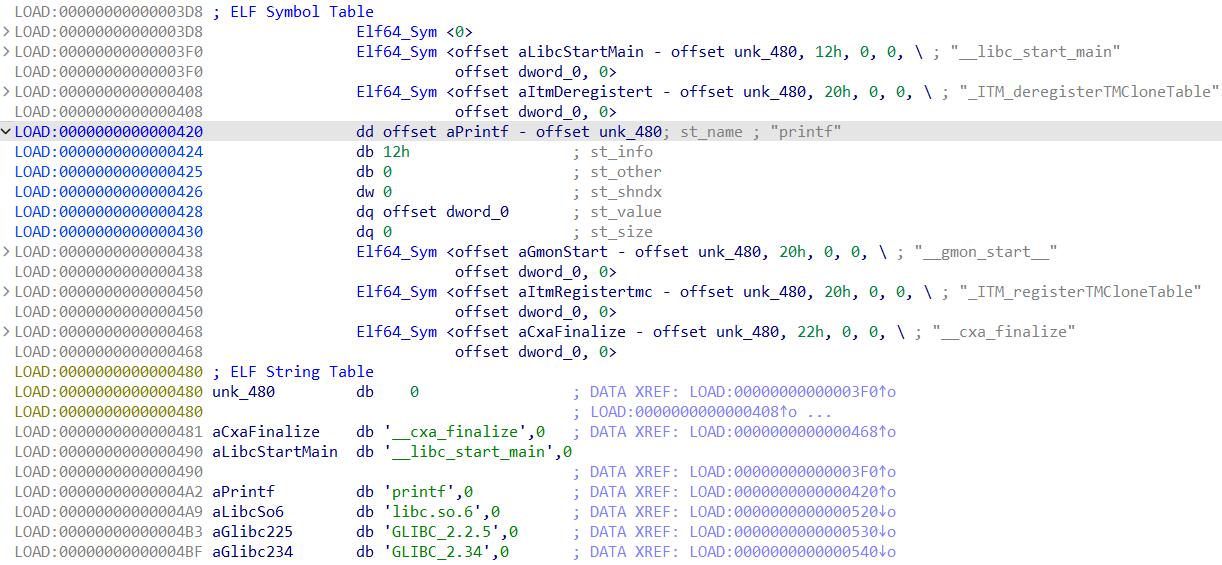 LOAD:00000000000003D8 ; ELF Symbol Table
LOAD:00000000000003D8 Elf64_Sym <0>
LOAD:00000000000003F0 Elf64_Sym <offset aLibcStartMain - offset unk_480, 12h, 0, 0, \ ; "__libc_start_main"
LOAD:00000000000003F0 offset dword_0, 0>
LOAD:0000000000000408 Elf64_Sym <offset aItmDeregistert - offset unk_480, 20h, 0, 0, \ ; "_ITM_deregisterTMCloneTable"
LOAD:0000000000000408 offset dword_0, 0>
LOAD:0000000000000420 dd offset aPrintf - offset unk_480; st_name ; "printf"
LOAD:0000000000000424 db 12h ; st_info
LOAD:0000000000000425 db 0 ; st_other
LOAD:0000000000000426 dw 0 ; st_shndx
LOAD:0000000000000428 dq offset dword_0 ; st_value
LOAD:0000000000000430 dq 0 ; st_size
LOAD:0000000000000438 Elf64_Sym <offset aGmonStart - offset unk_480, 20h, 0, 0, \ ; "__gmon_start__"
LOAD:0000000000000438 offset dword_0, 0>
LOAD:0000000000000450 Elf64_Sym <offset aItmRegistertmc - offset unk_480, 20h, 0, 0, \ ; "_ITM_registerTMCloneTable"
LOAD:0000000000000450 offset dword_0, 0>
LOAD:0000000000000468 Elf64_Sym <offset aCxaFinalize - offset unk_480, 22h, 0, 0, \ ; "__cxa_finalize"
LOAD:0000000000000468 offset dword_0, 0>
LOAD:0000000000000480 ; ELF String Table
LOAD:0000000000000480 unk_480 db 0 ; DATA XREF: LOAD:00000000000003F0↑o
LOAD:0000000000000480 ; LOAD:0000000000000408↑o ...
LOAD:0000000000000481 aCxaFinalize db '__cxa_finalize',0 ; DATA XREF: LOAD:0000000000000468↑o
LOAD:0000000000000490 aLibcStartMain db '__libc_start_main',0
LOAD:0000000000000490 ; DATA XREF: LOAD:00000000000003F0↑o
LOAD:00000000000004A2 aPrintf db 'printf',0 ; DATA XREF: LOAD:0000000000000420↑o
LOAD:00000000000004A9 aLibcSo6 db 'libc.so.6',0 ; DATA XREF: LOAD:0000000000000520↓o
LOAD:00000000000004B3 aGlibc225 db 'GLIBC_2.2.5',0 ; DATA XREF: LOAD:0000000000000530↓o
LOAD:00000000000004BF aGlibc234 db 'GLIBC_2.34',0 ; DATA XREF: LOAD:0000000000000540↓o